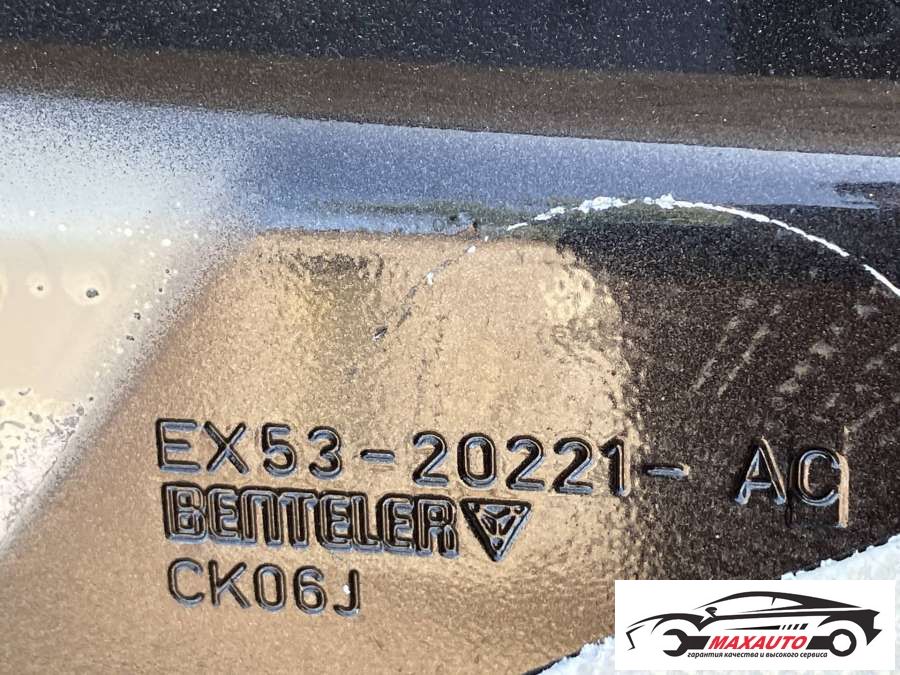 EX53-20221- AC
BENTELER
CK06J
MAXAUTO
гарантия качества и высокого сервиса